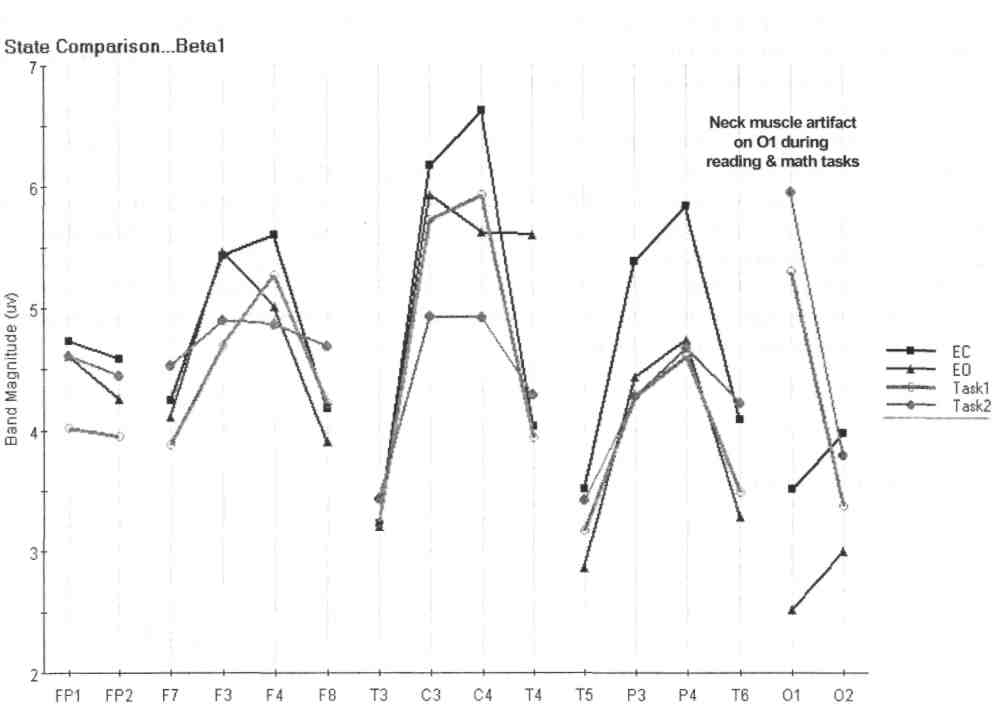 State Comparison...Beta1
7
6
5
4
3
2
Band Magnitude (uv)
Neck muscle artifact
on O1 during
reading & math tasks
EC
EO
Task1
Task2
FP1 FP2 F7 F3 F4 F8 T3 C3 C4 T4 T5 P3 P4 T6 O1 O2